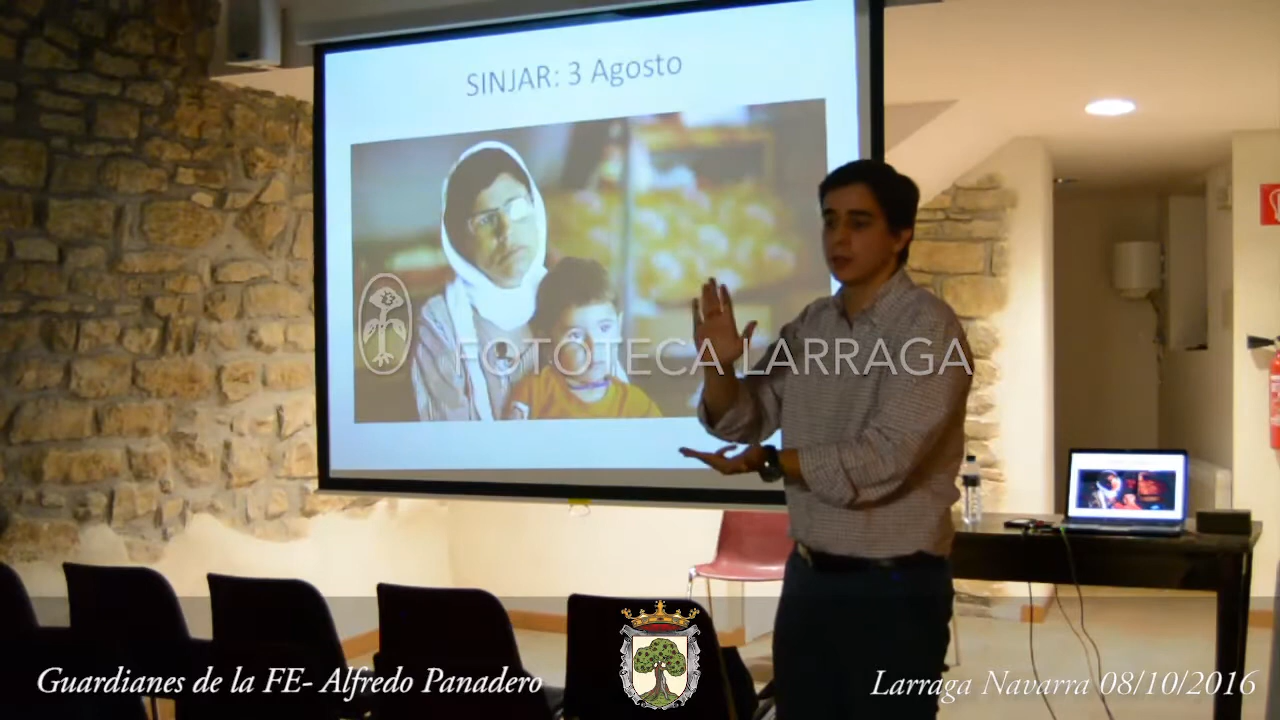 SINJAR: 3 Agosto
FOTOTECA LARRAGA
Guardianes de la FE- Alfredo Panadero
Larraga Navarra 08/10/2016